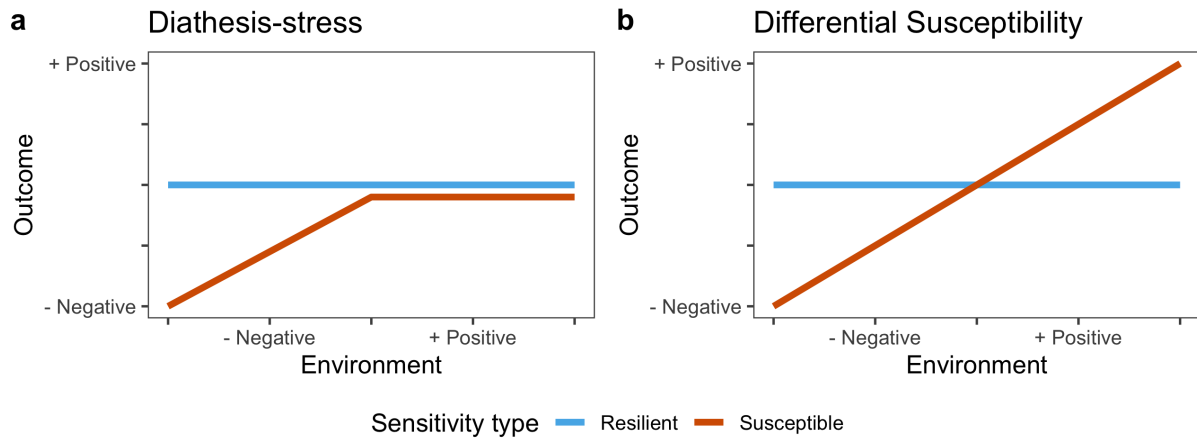 a
Diathesis-stress
+ Positive
Outcome
- Negative
- Negative
+ Positive
Environment
b
Differential Susceptibility
+ Positive
Outcome
- Negative
- Negative
+ Positive
Environment
Sensitivity type Resilient Susceptible